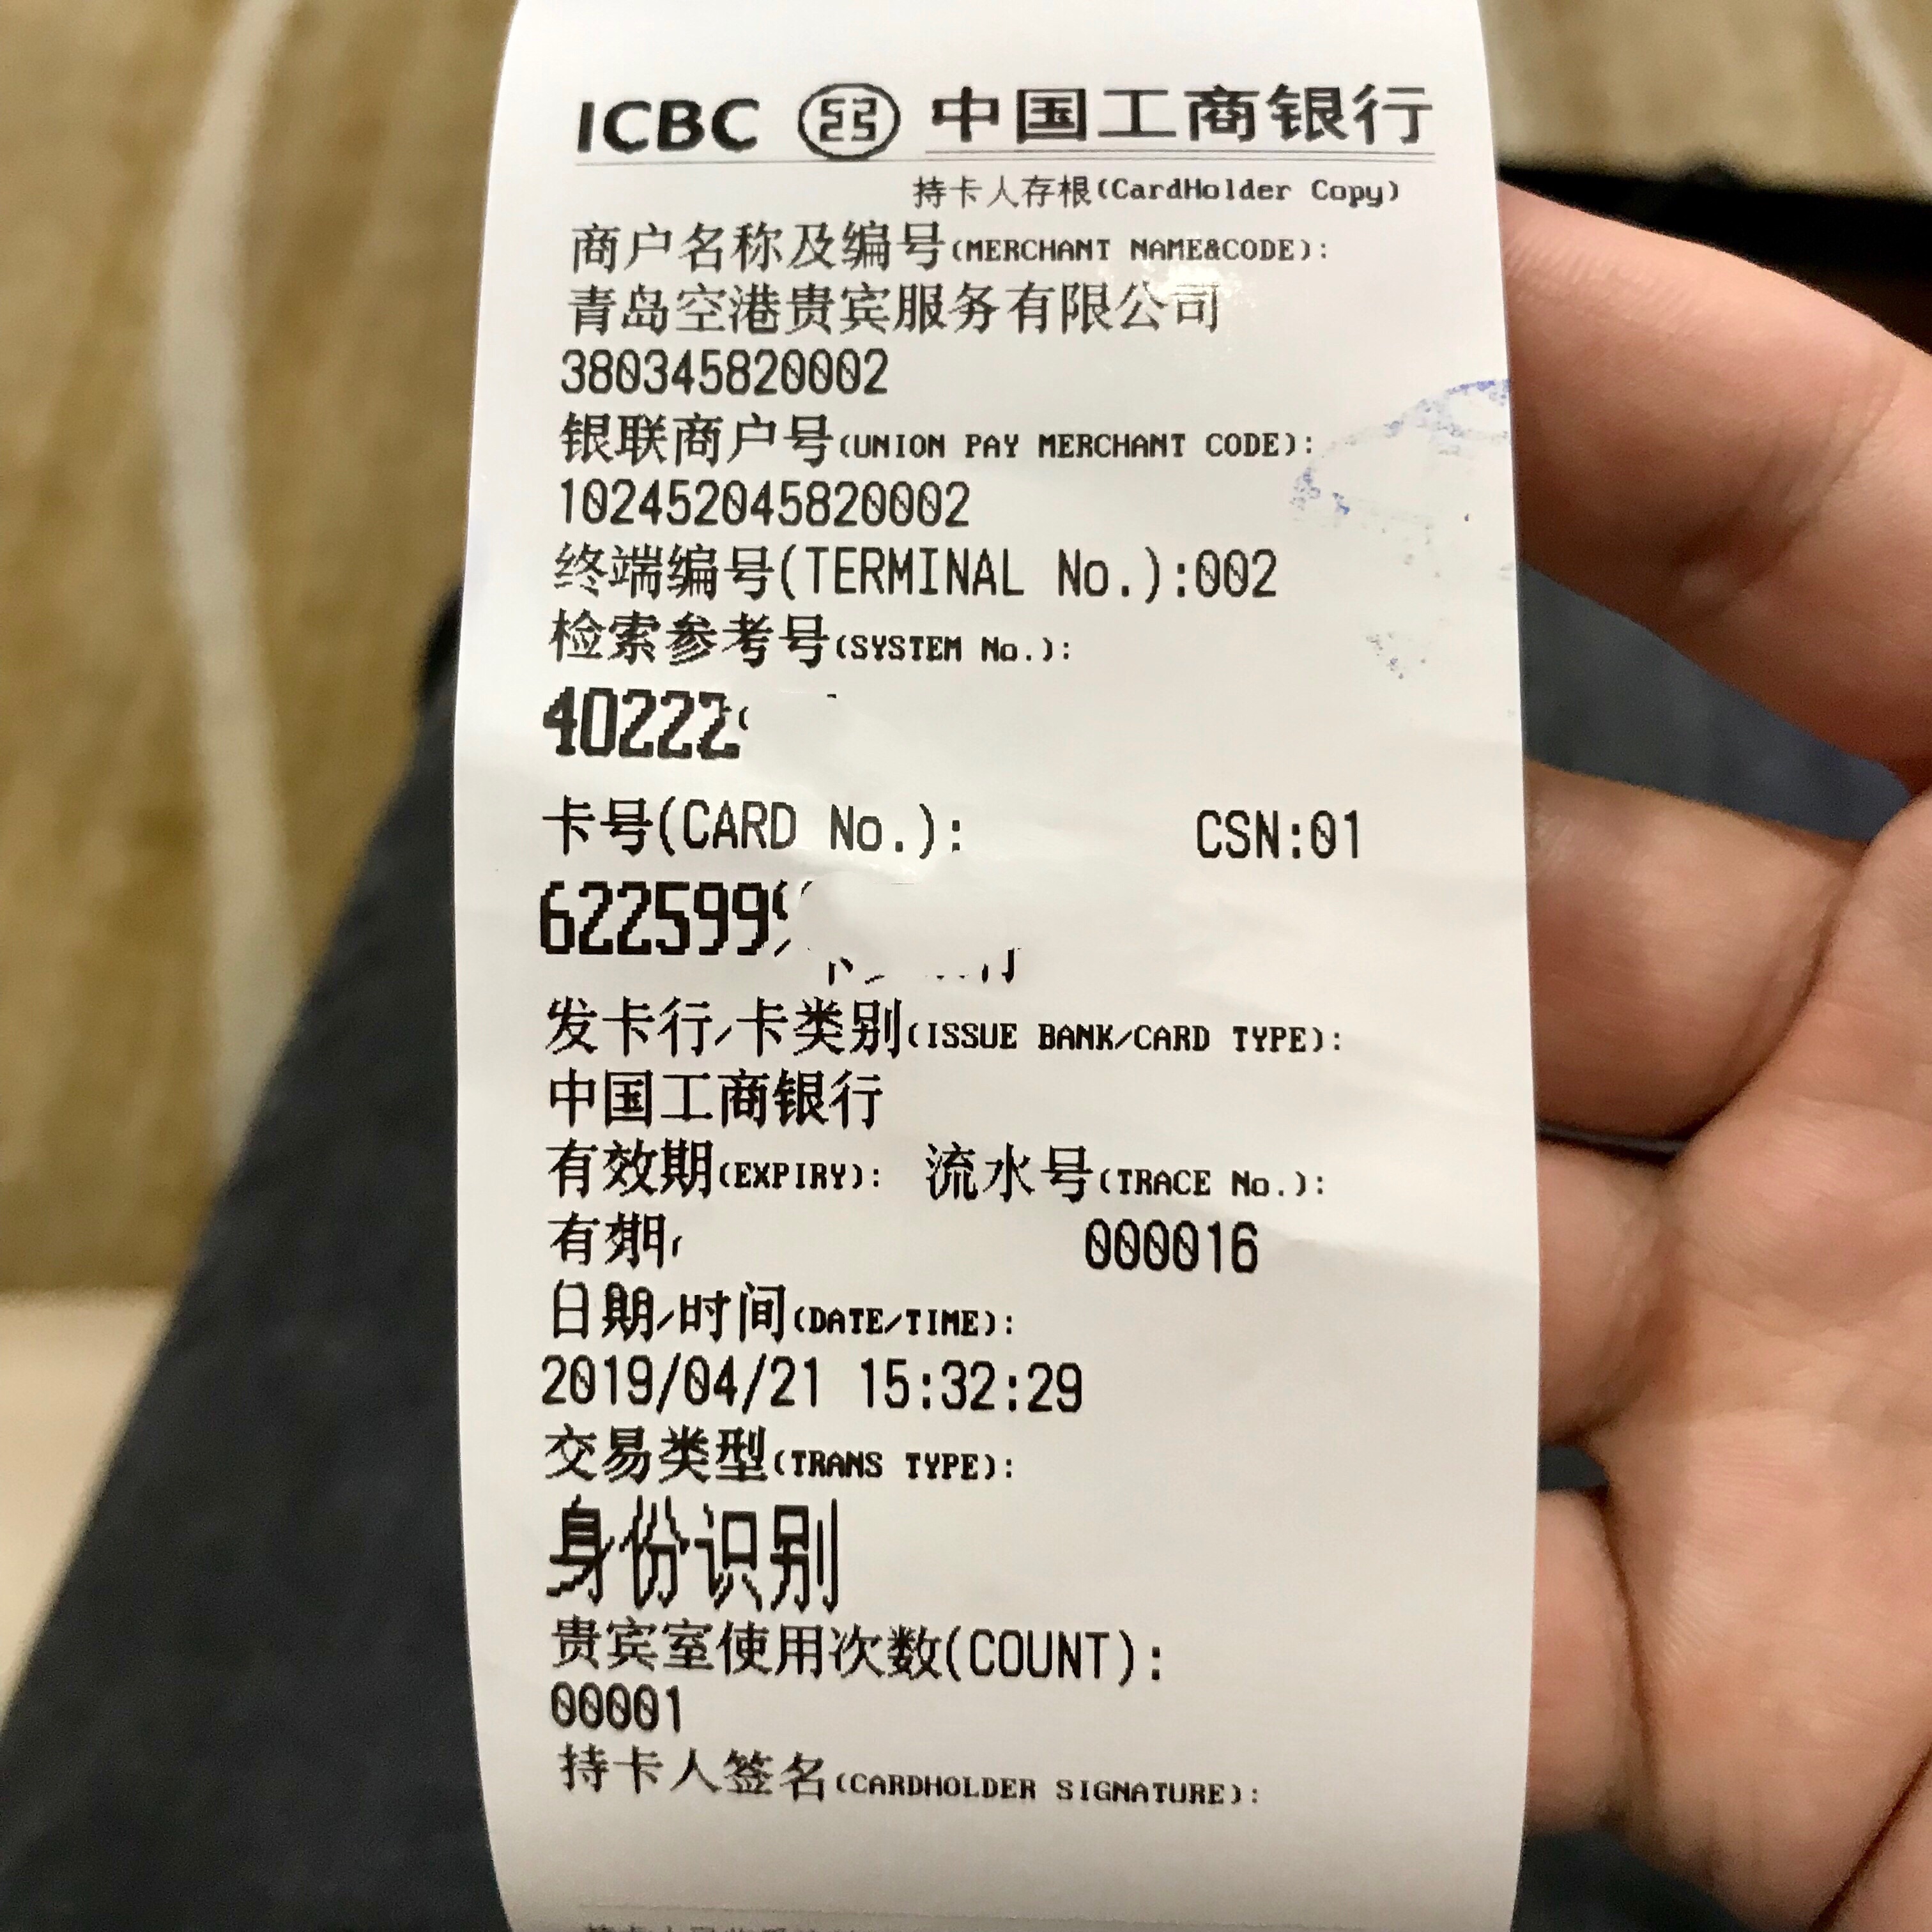 ICBC 中国工商银行
持卡人存根(CardHolder Copy)
商户名称及编号(MERCHANT NAME&CODE):
青岛空港贵宾服务有限公司
380345820002
银联商户号(UNION PAY MERCHANT CODE):
102452045820002
终端编号(TERMINAL No.):002
检索参考号(SYSTEM No.):
40222
卡号(CARD No.): CSN:01
622599
发卡行/卡类别(ISSUE BANK/CARD TYPE):
中国工商银行
有效期(EXPIRY): 流水号(TRACE No.):
000016
日期/时间(DATE/TIME):
2019/04/21 15:32:29
交易类型(TRANS TYPE):
身份识别
贵宾室使用次数(COUNT):
00001
持卡人签名(CARDHOLDER SIGNATURE):